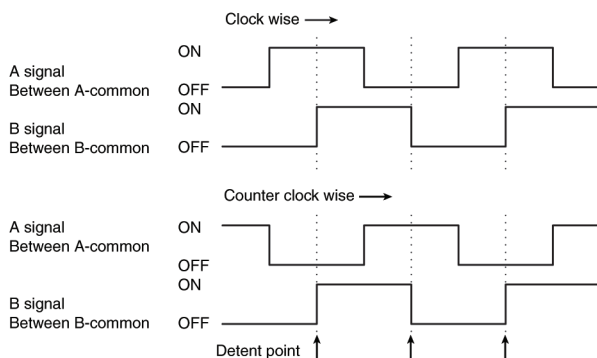 Clock wise
ON
A signal
Between A-common
OFF
ON
B signal
Between B-common
OFF
Counter clock wise
A signal
Between A-common
ON
OFF
ON
B signal
Between B-common
OFF
Detent point